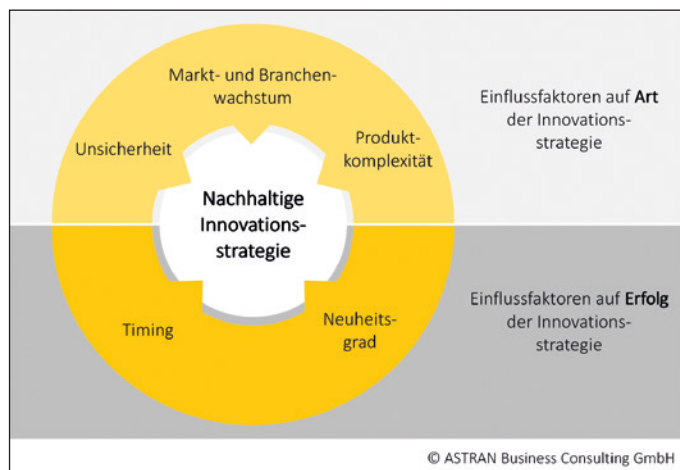 Markt- und Branchen-
wachstum
Unsicherheit
Produkt-
komplexität
Nachhaltige
Innovations-
strategie
Timing
Neuheits-
grad
Einflussfaktoren auf Art
der Innovations-
strategie
Einflussfaktoren auf Erfolg
der Innovations-
strategie
© ASTRAN Business Consulting GmbH